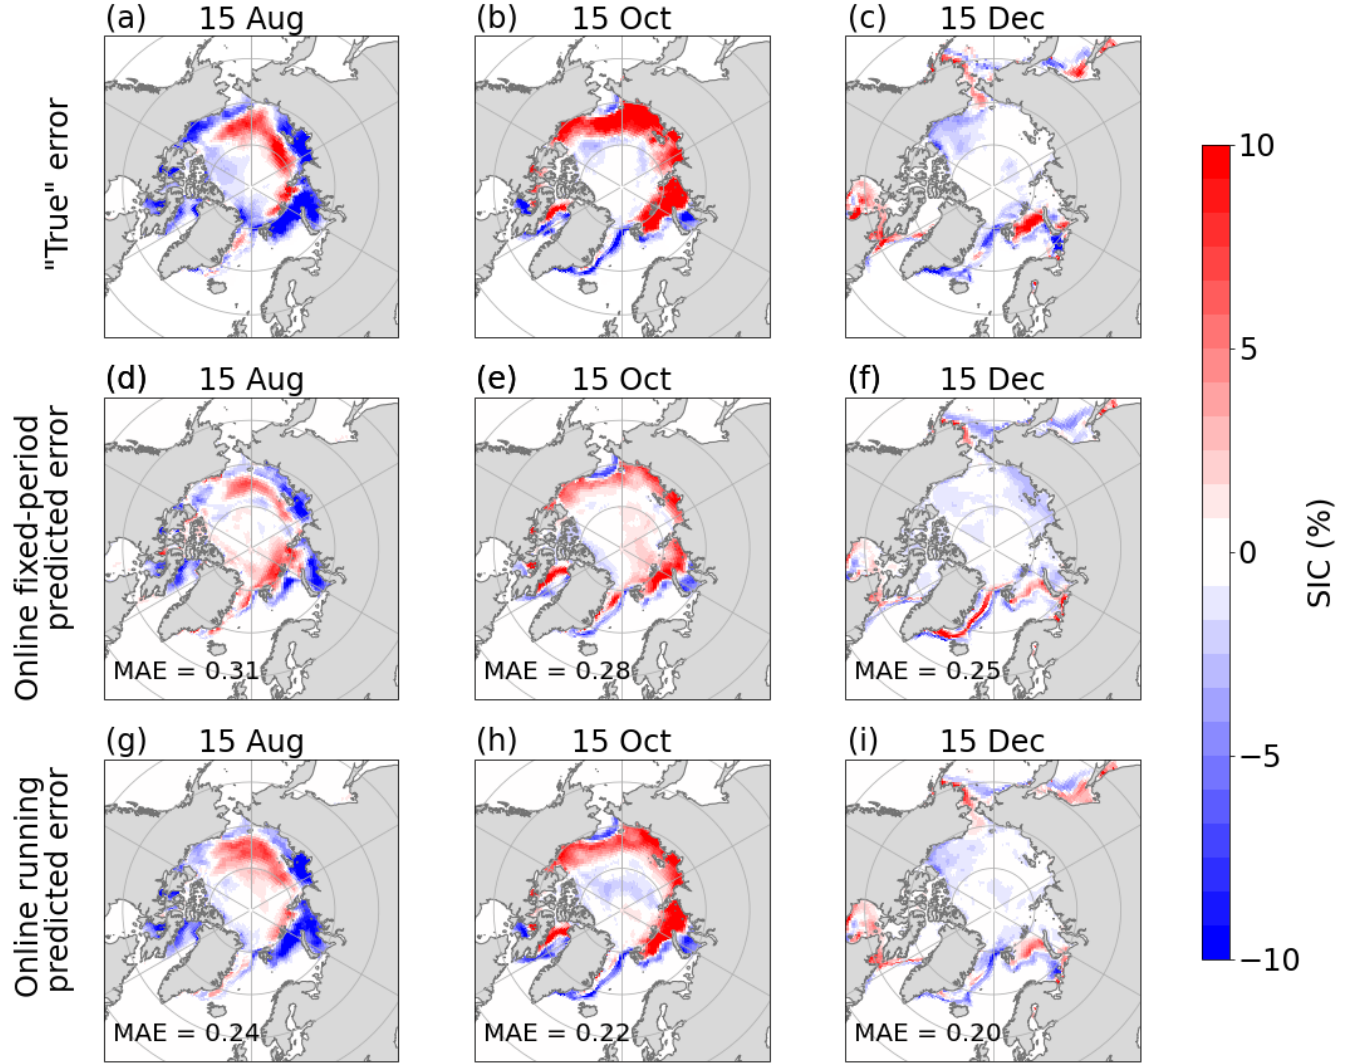 (a) 15 Aug
(b) 15 Oct
(c) 15 Dec
"True" error
(d) 15 Aug
(e) 15 Oct
(f) 15 Dec
Online fixed-period
predicted error
MAE = 0.31
MAE = 0.28
MAE = 0.25
(g) 15 Aug
(h) 15 Oct
(i) 15 Dec
Online running
predicted error
MAE = 0.24
MAE = 0.22
MAE = 0.20
10
5
0
−5
−10
SIC (%)